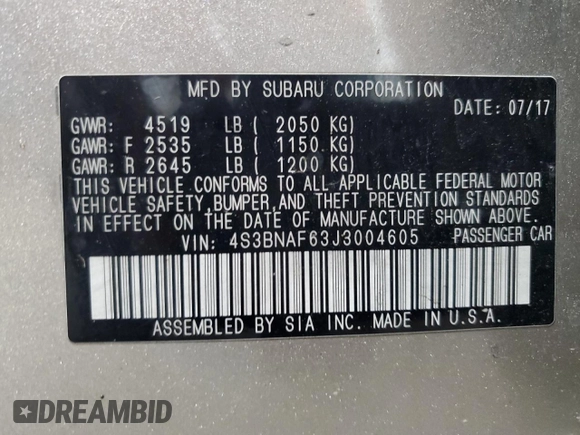 MFD BY SUBARU CORPORATION
DATE: 07/17
GVWR: 4519 LB ( 2050 KG)
GAWR: F 2535 LB ( 1150 KG)
GAWR: R 2645 LB ( 1200 KG)
THIS VEHICLE CONFORMS TO ALL APPLICABLE FEDERAL MOTOR
VEHICLE SAFETY, BUMPER, AND THEFT PREVENTION STANDARDS
IN EFFECT ON THE DATE OF MANUFACTURE SHOWN ABOVE.
VIN: 4S3BNAF63J3004605 PASSENGER CAR
ASSEMBLED BY SIA INC. MADE IN U.S.A.
DREAMBID